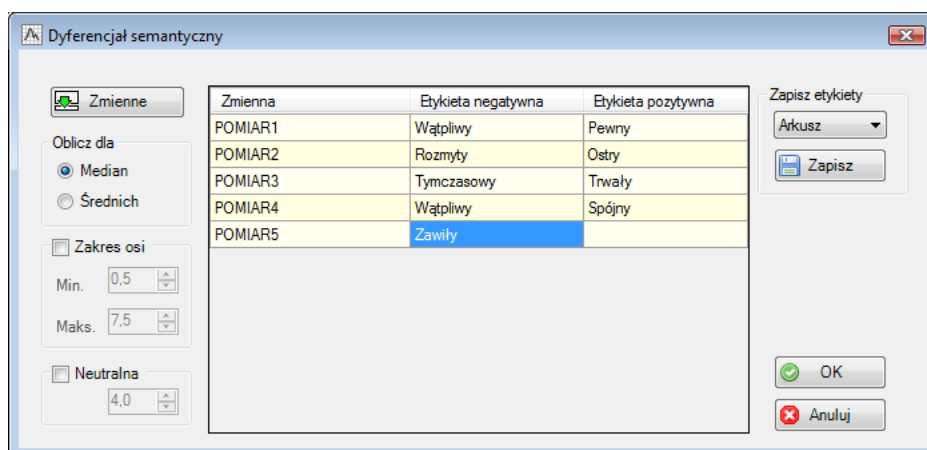 Dyferencjał semantyczny
Zmienne
Oblicz dla
Median
Średnich
Zakres osi
Min. 0,5
Maks. 7,5
Neutralna
4,0
Zmienna Etykieta negatywna Etykieta pozytywna
POMIAR1 Wątpliwy Pewny
POMIAR2 Rozmyty Ostry
POMIAR3 Tymczasowy Trwały
POMIAR4 Wątpliwy Spójny
POMIAR5 Zawiły
Zapisz etykiety
Arkusz
Zapisz
OK
Anuluj